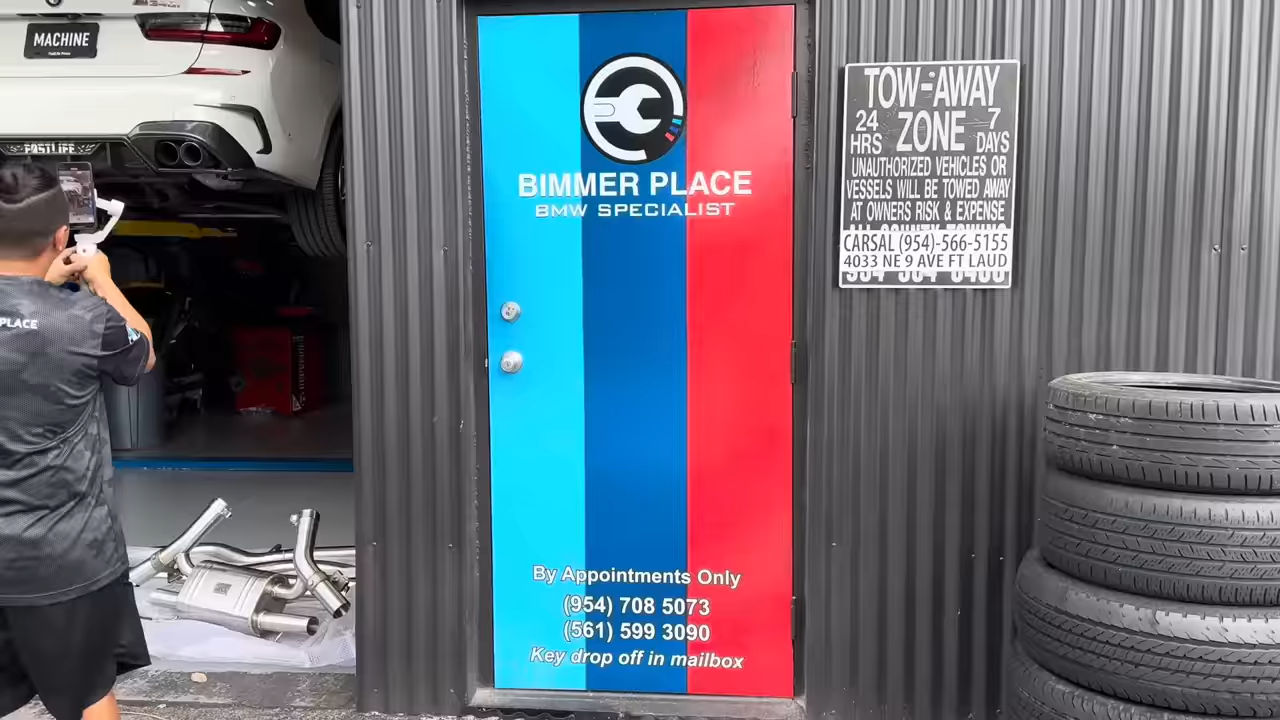 MACHINE
FASTLIFE
PLACE
BIMMER PLACE
BMW SPECIALIST
By Appointments Only
(954) 708 5073
(561) 599 3090
Key drop off in mailbox
TOW-AWAY
24 HRS ZONE 7 DAYS
UNAUTHORIZED VEHICLES OR
VESSELS WILL BE TOWED AWAY
AT OWNERS RISK & EXPENSE
CARSAL (954)-566-5155
4033 NE 9 AVE FT LAUD